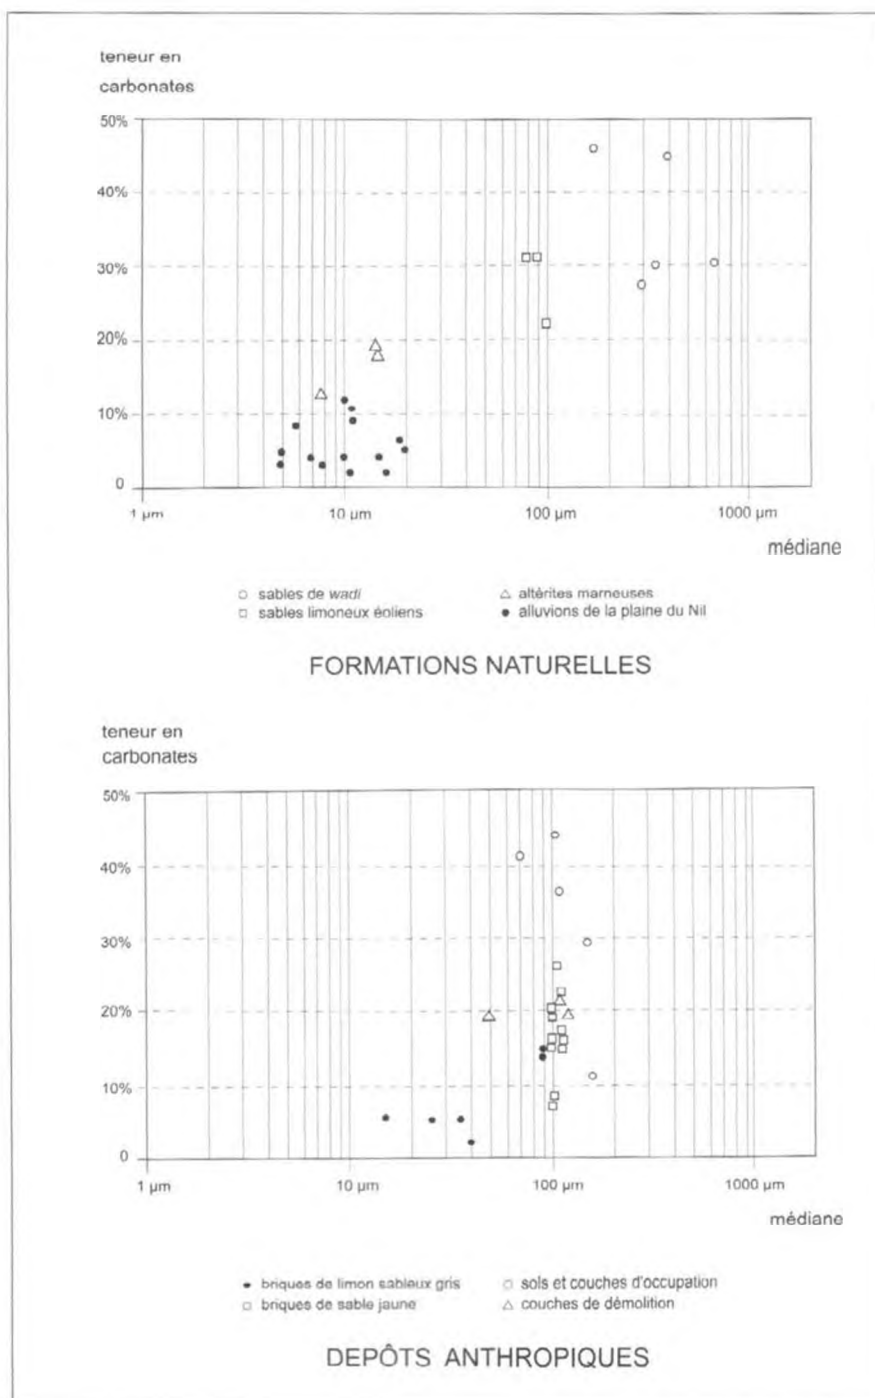 teneur en
carbonates
50%
40%
30%
20%
10%
0
1 µm 10 µm 100 µm 1000 µm
médiane
○ sables de wadi △ altérites marneuses
□ sables limoneux éoliens ● alluvions de la plaine du Nil
FORMATIONS NATURELLES
teneur en
carbonates
50%
40%
30%
20%
10%
0
1 µm 10 µm 100 µm 1000 µm
médiane
● briques de limon sableux gris ○ sols et couches d'occupation
□ briques de sable jaune △ couches de démolition
DEPÔTS ANTHROPIQUES